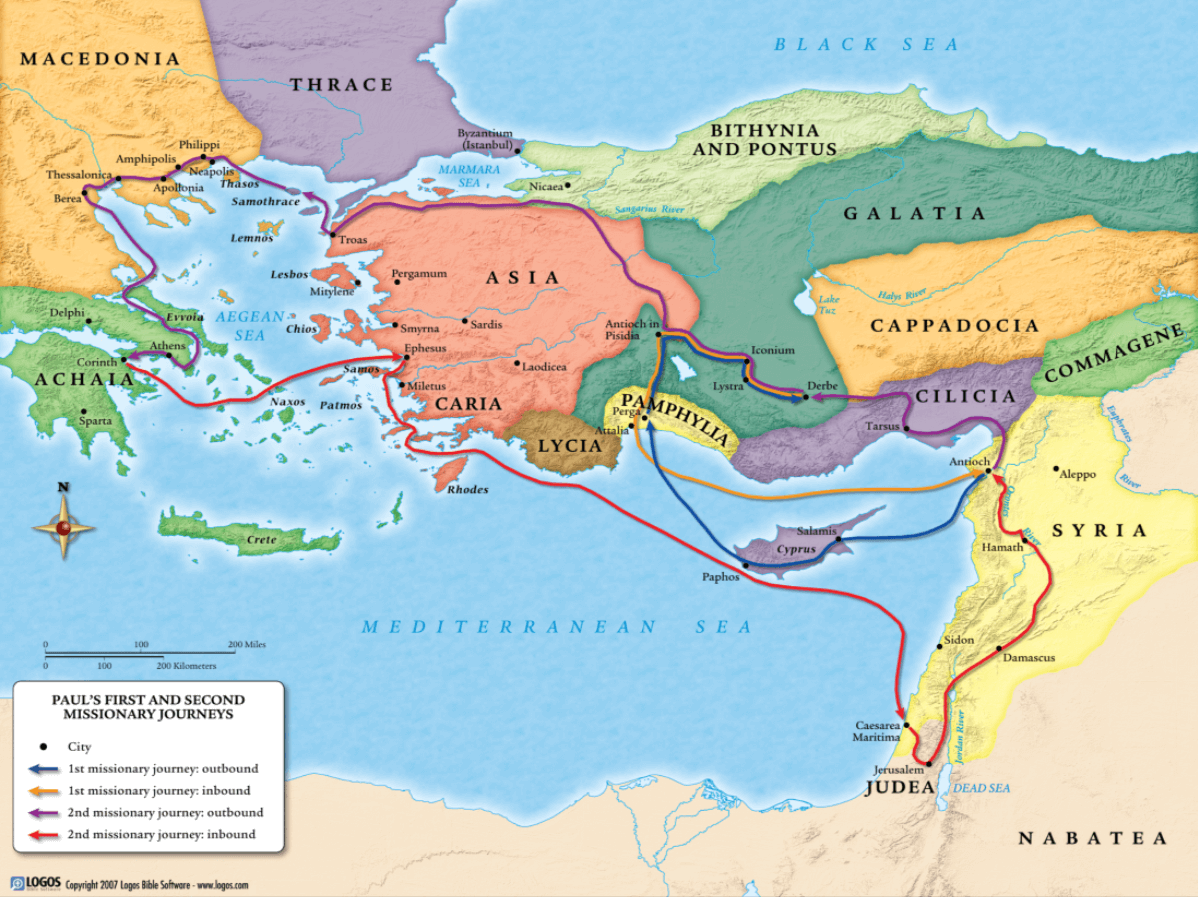 BLACK SEA
MACEDONIA
THRACE
Byzantium
(Istanbul)
BITHYNIA
AND PONTUS
Philippi
Amphipolis
Neapolis
Thessalonica
Apollonia
Thasos
Berea
Samothrace
MARMARA
SEA
Nicaea
Sangarius River
GALATIA
Lemnos
Troas
Lesbos
Mitylene
Pergamum
ASIA
Lake
Tuz
Halys River
CAPPADOCIA
COMMAGENE
Delphi
Evvoia
AEGEAN
SEA
Chios
Smyrna
Sardis
Antioch in
Pisidia
Athens
Corinth
ACHAIA
Ephesus
Samos
Laodicea
Iconium
Lystra
Derbe
CILICIA
Miletus
Naxos
Patmos
CARIA
Sparta
PAMPHYLIA
Perga
Attalia
LYCIA
Tarsus
Euphrates
River
Antioch
Aleppo
Rhodes
Orontes
River
SYRIA
N
Crete
Salamis
Cyprus
Paphos
Hamath
MEDITERRANEAN SEA
0 100 200 Miles
0 100 200 Kilometers
Sidon
Damascus
Caesarea
Maritima
Jordan River
Jerusalem
JUDEA
DEAD SEA
NABATEA
PAUL'S FIRST AND SECOND
MISSIONARY JOURNEYS
City
1st missionary journey: outbound
1st missionary journey: inbound
2nd missionary journey: outbound
2nd missionary journey: inbound
LOGOS Copyright 2007 Logos Bible Software - www.logos.com